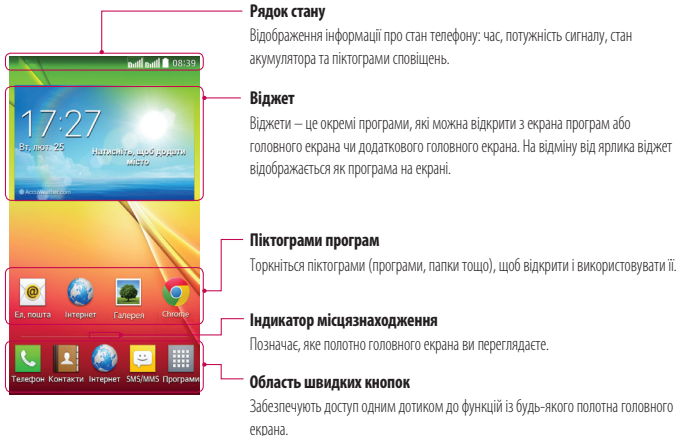 Рядок стану
Відображення інформації про стан телефону: час, потужність сигналу, стан
акумулятора та піктограми сповіщень.
08:39
Віджет
Віджети – це окремі програми, які можна відкрити з екрана програм або
головного екрана чи додаткового головного екрана. На відміну від ярлика віджет
відображається як програма на екрані.
17:27
Вт, лют. 25
Натисніть, щоб додати
місто
AccuWeather.com
Піктограми програм
Торкніться піктограми (програми, папки тощо), щоб відкрити і використовувати її.
Ел. пошта Інтернет Галерея Chrome
Індикатор місцязнаходження
Позначає, яке полотно головного екрана ви переглядаєте.
Телефон Контакти Інтернет SMS/MMS Програми
Область швидких кнопок
Забезпечують доступ одним дотиком до функцій із будь-якого полотна головного
екрана.